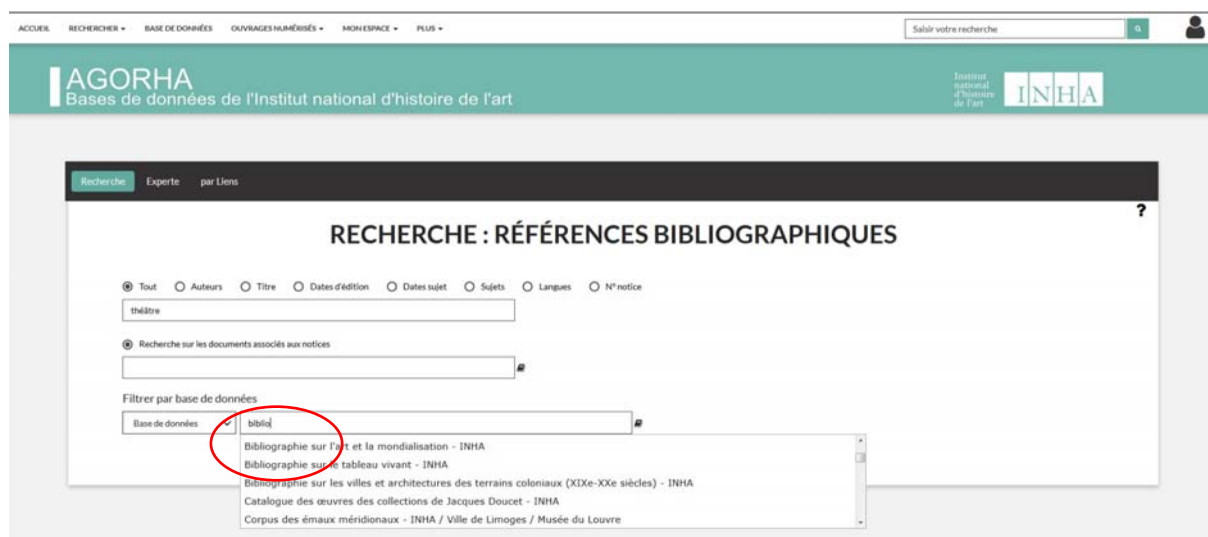 ACCUEIL RECHERCHER BASE DE DONNÉES OUVRAGES NUMÉRISÉS MON ESPACE PLUS Saisir votre recherche
AGORHA
Bases de données de l'Institut national d'histoire de l'art
Institut
national
d'histoire
de l'art
INHA
Recherche Experte par Liens
?
RECHERCHE : RÉFÉRENCES BIBLIOGRAPHIQUES
Tout Auteurs Titre Dates d'édition Dates sujet Sujets Langues N° notice
théâtre
Recherche sur les documents associés aux notices
Filtrer par base de données
Base de données biblio
Bibliographie sur l'art et la mondialisation - INHA
Bibliographie sur le tableau vivant - INHA
Bibliographie sur les villes et architectures des terrains coloniaux (XIXe-XXe siècles) - INHA
Catalogue des œuvres des collections de Jacques Doucet - INHA
Corpus des émaux méridionaux - INHA / Ville de Limoges / Musée du Louvre